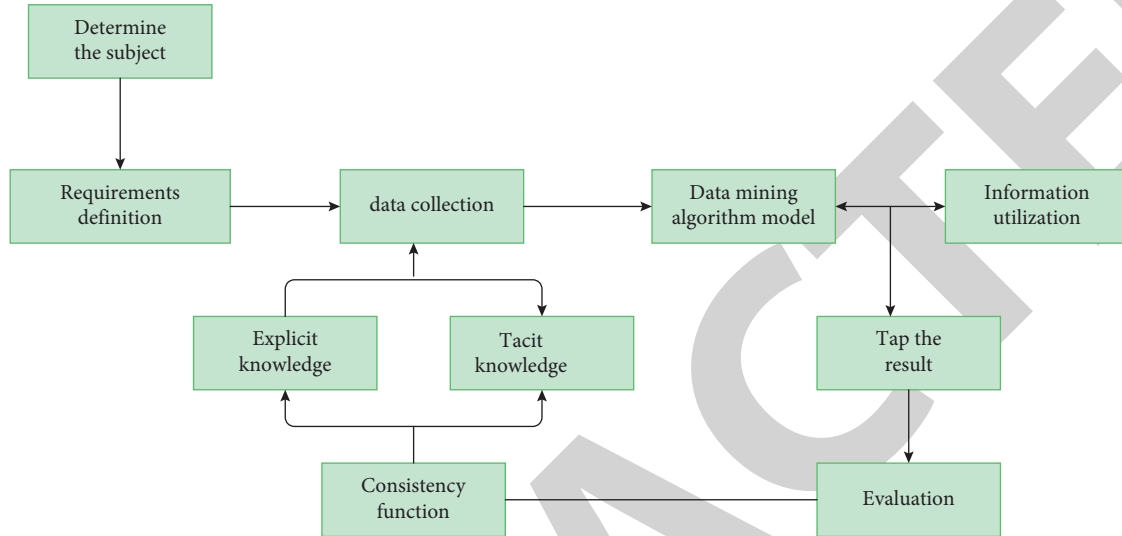 Determine
the subject
Requirements
definition
data collection
Data mining
algorithm model
Information
utilization
Explicit
knowledge
Tacit
knowledge
Tap the
result
Consistency
function
Evaluation
ACTE